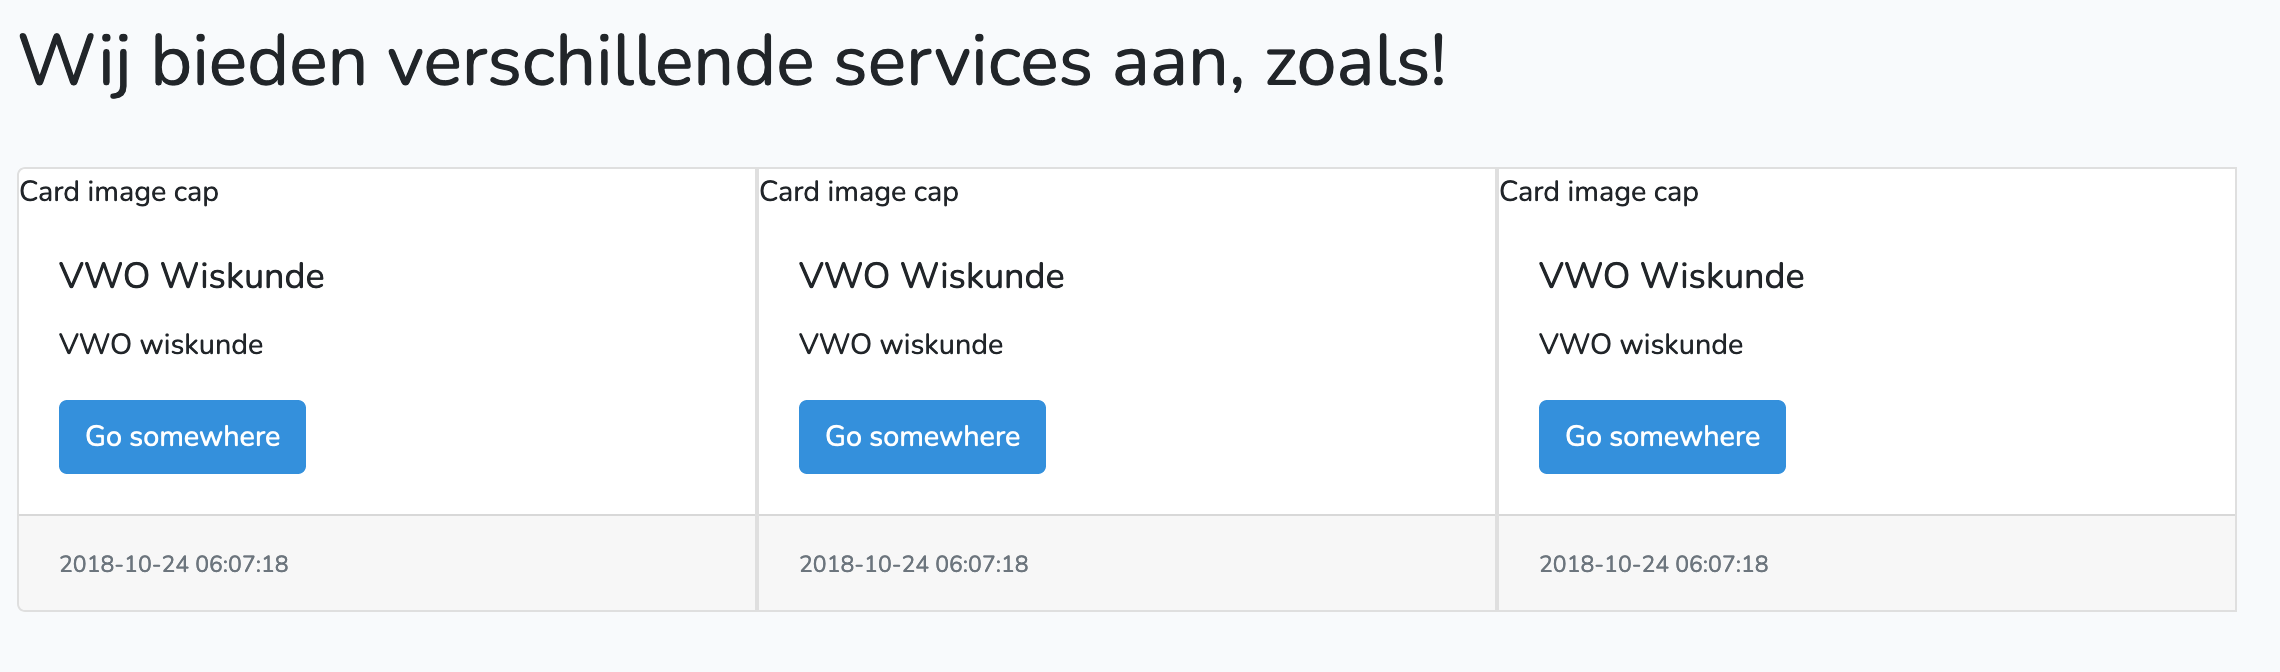 Wij bieden verschillende services aan, zoals!
Card image cap
VWO Wiskunde
VWO wiskunde
Go somewhere
2018-10-24 06:07:18
Card image cap
VWO Wiskunde
VWO wiskunde
Go somewhere
2018-10-24 06:07:18
Card image cap
VWO Wiskunde
VWO wiskunde
Go somewhere
2018-10-24 06:07:18